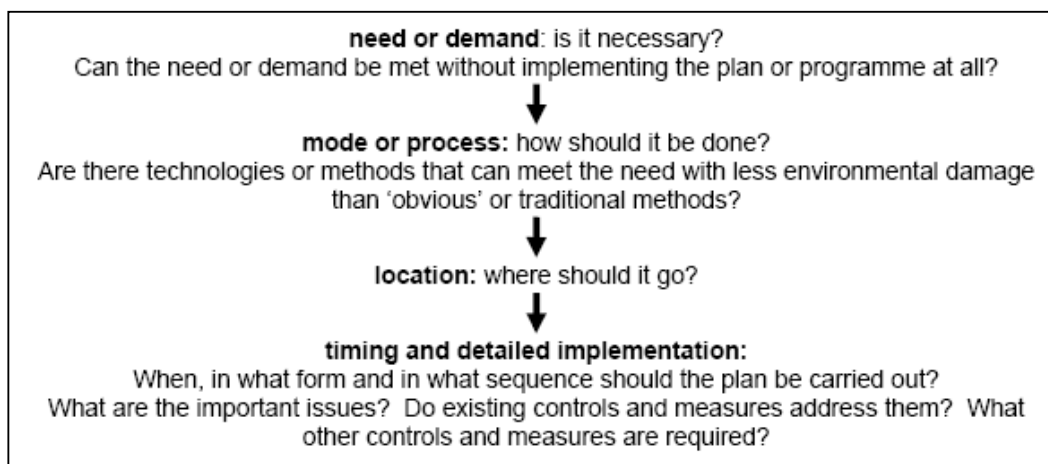 need or demand: is it necessary?
Can the need or demand be met without implementing the plan or programme at all?
mode or process: how should it be done?
Are there technologies or methods that can meet the need with less environmental damage
than ‘obvious’ or traditional methods?
location: where should it go?
timing and detailed implementation:
When, in what form and in what sequence should the plan be carried out?
What are the important issues?  Do existing controls and measures address them?  What
other controls and measures are required?